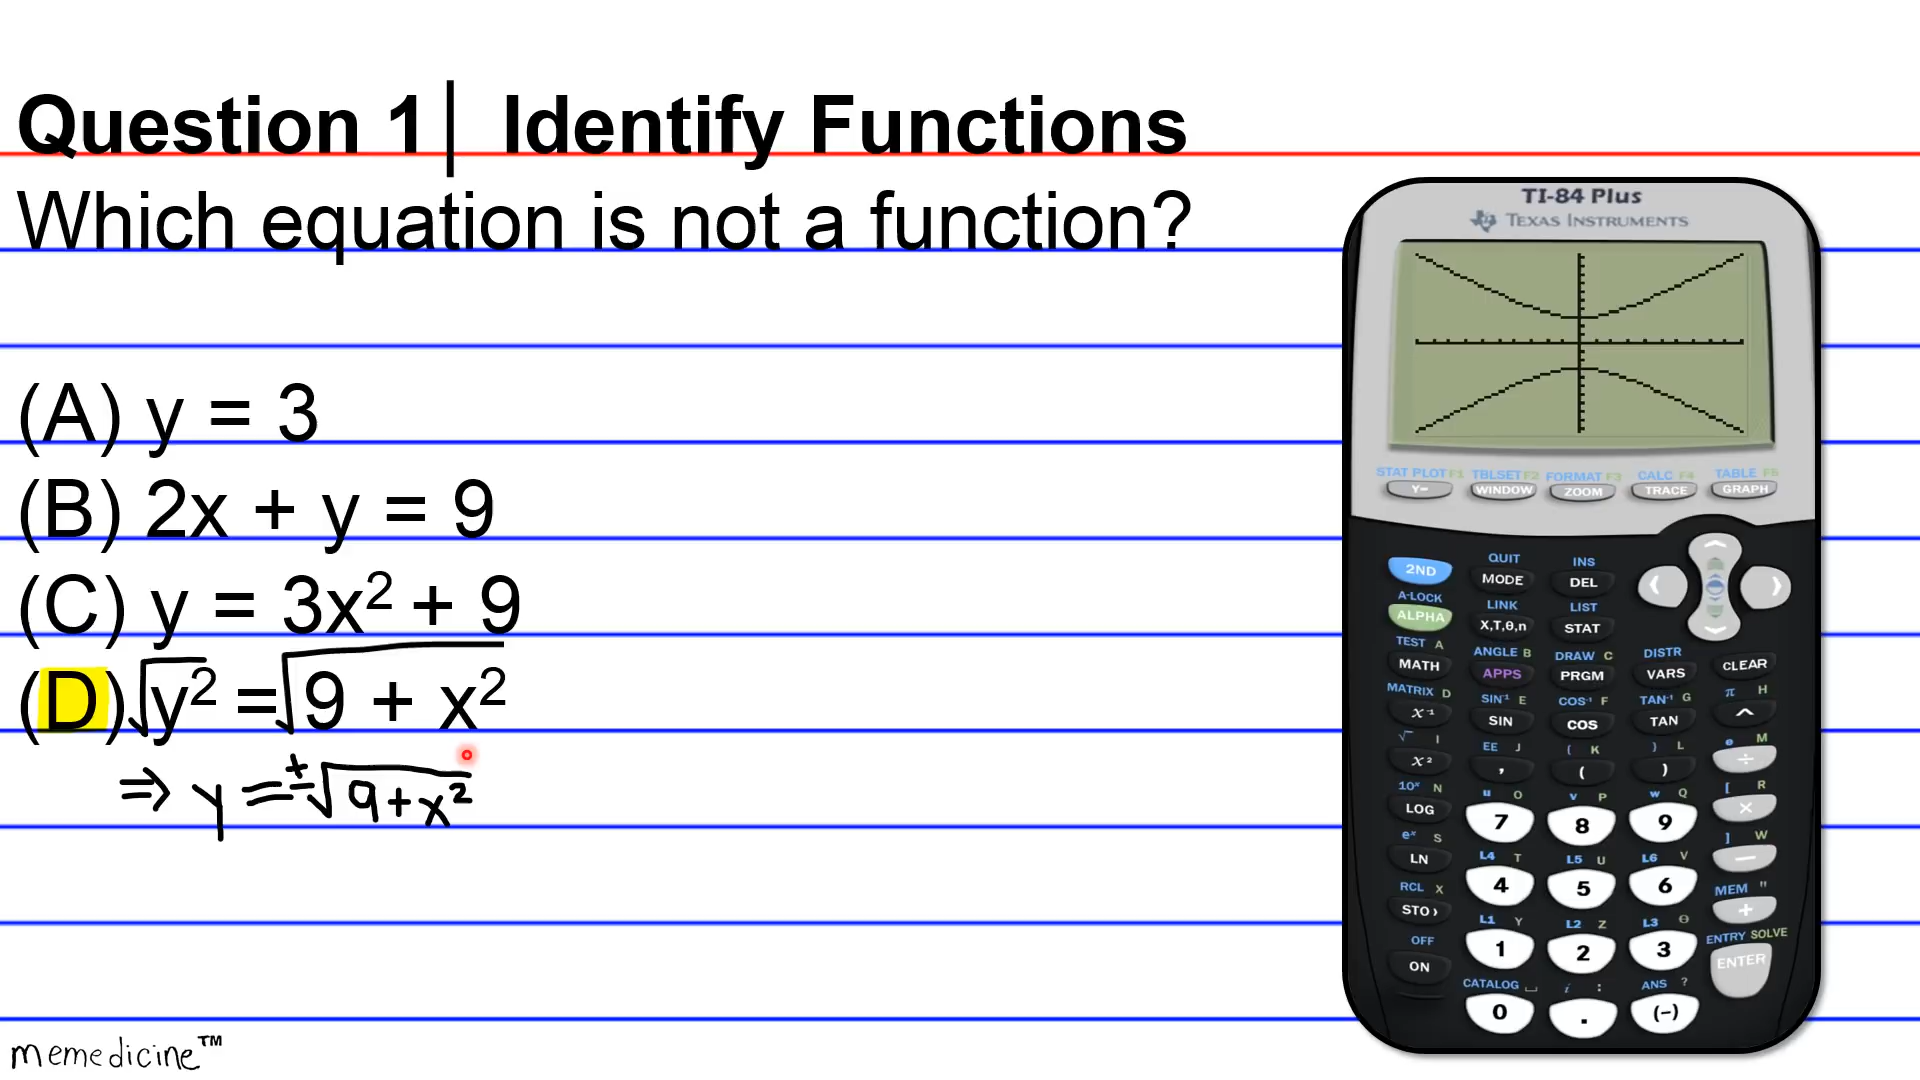 Question 1| Identify Functions
Which equation is not a function?
(A) y = 3
(B) 2x + y = 9
(C) y = 3x² + 9
(D) √y² = √9 + x²
⇒ y = ±√9+x²
memedicine™
TI-84 Plus
TEXAS INSTRUMENTS
STAT PLOT F1 TBLSET F2 FORMAT F3 CALC F4 TABLE F5
Y= WINDOW ZOOM TRACE GRAPH
QUIT INS
2ND MODE DEL
A-LOCK LINK LIST
ALPHA X,T,θ,n STAT
TEST A ANGLE B DRAW C DISTR
MATH APPS PRGM VARS CLEAR
MATRIX D SIN⁻¹ E COS⁻¹ F TAN⁻¹ G π H
x⁻¹ SIN COS TAN ^
√ I EE J { K } L e M
x² , ( ) ÷
10ˣ N u O v P w Q [ R
LOG 7 8 9 ×
eˣ S L4 T L5 U L6 V ] W
LN 4 5 6 −
RCL X L1 Y L2 Z L3 θ MEM "
STO› 1 2 3 +
OFF CATALOG ⎵ i : ANS ? ENTRY SOLVE
ON 0 . (−) ENTER